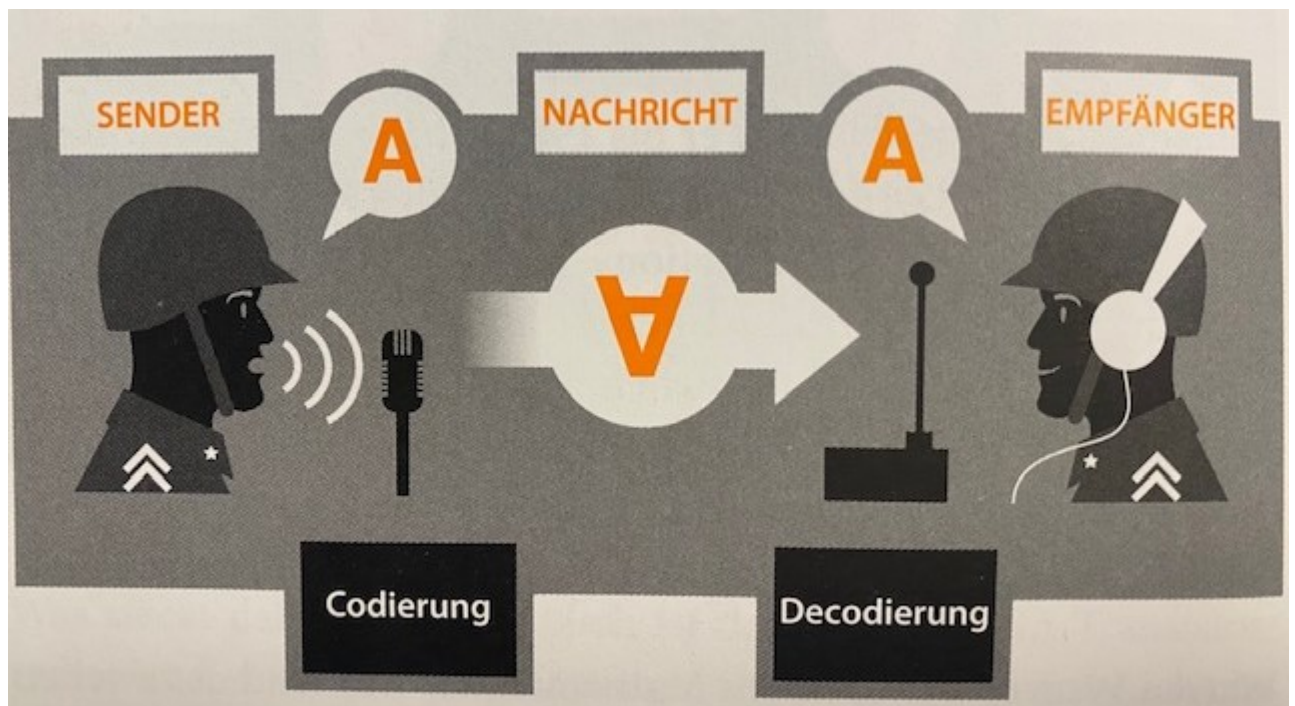 SENDER
A
NACHRICHT
A
EMPFÄNGER
A
Codierung
Decodierung